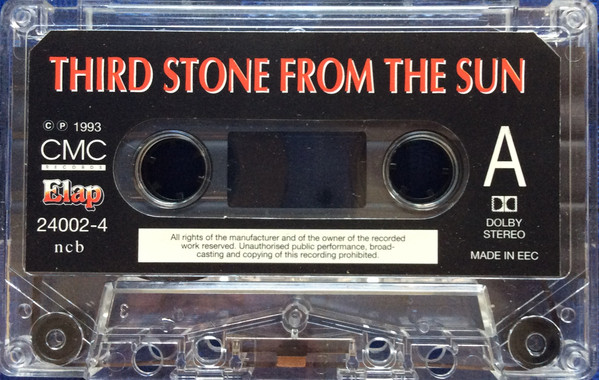 THIRD STONE FROM THE SUN
© ℗ 1993
CMC
RECORDS
Elap
24002-4
ncb
A
DOLBY
STEREO
MADE IN EEC
All rights of the manufacturer and of the owner of the recorded
work reserved. Unauthorised public performance, broad-
casting and copying of this recording prohibited.